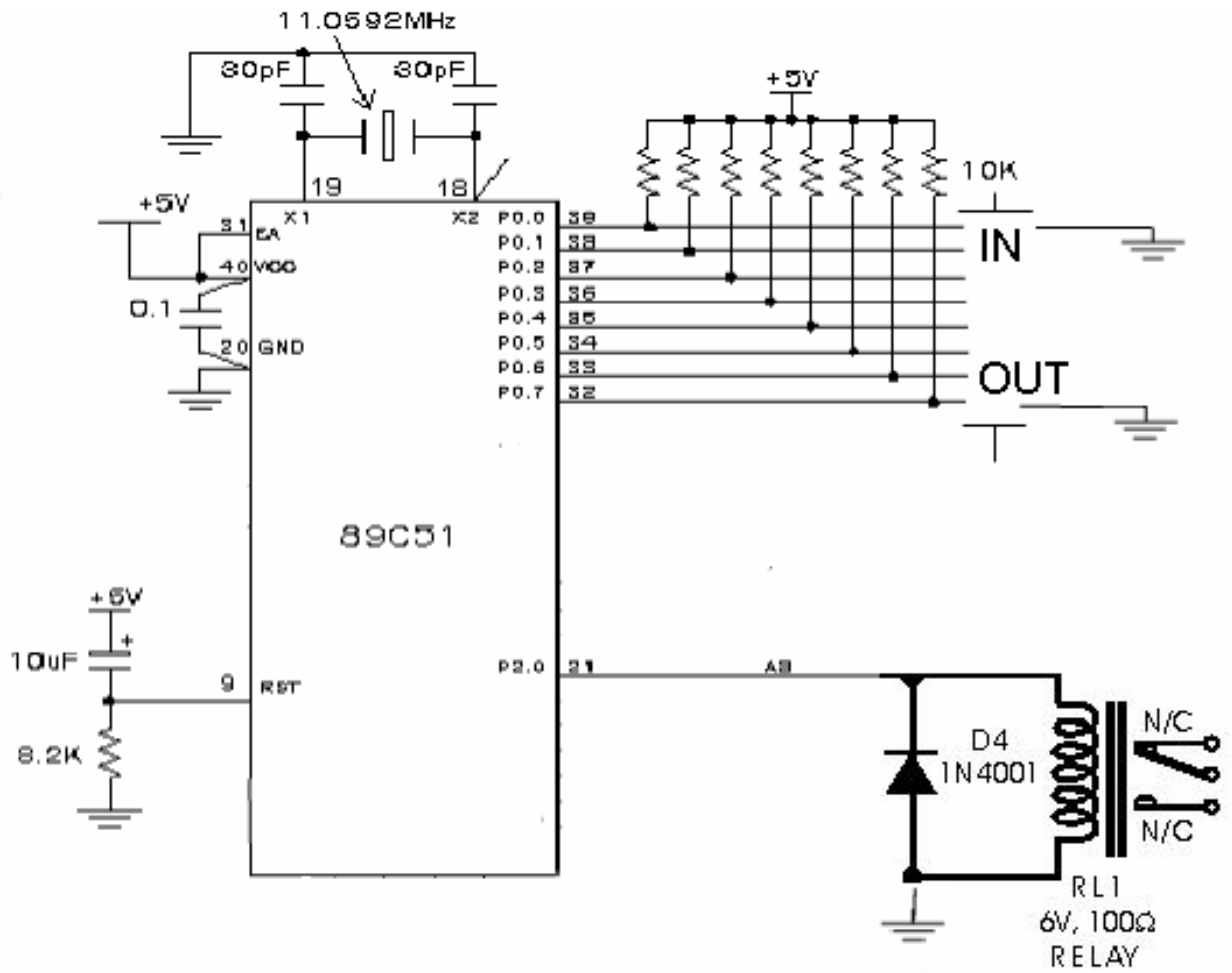 11.0592MHz
30pF
30pF
+5V
19
18
10K
+5V
X1
X2
31
EA
P0.0
39
P0.1
38
IN
40
VCC
P0.2
37
P0.3
36
0.1
P0.4
35
20
GND
P0.5
34
P0.6
33
OUT
P0.7
32
89C51
+5V
10uF
9
RST
P2.0
21
A8
8.2K
D4
1N4001
N/C
N/C
RL1
6V, 100Ω
RELAY